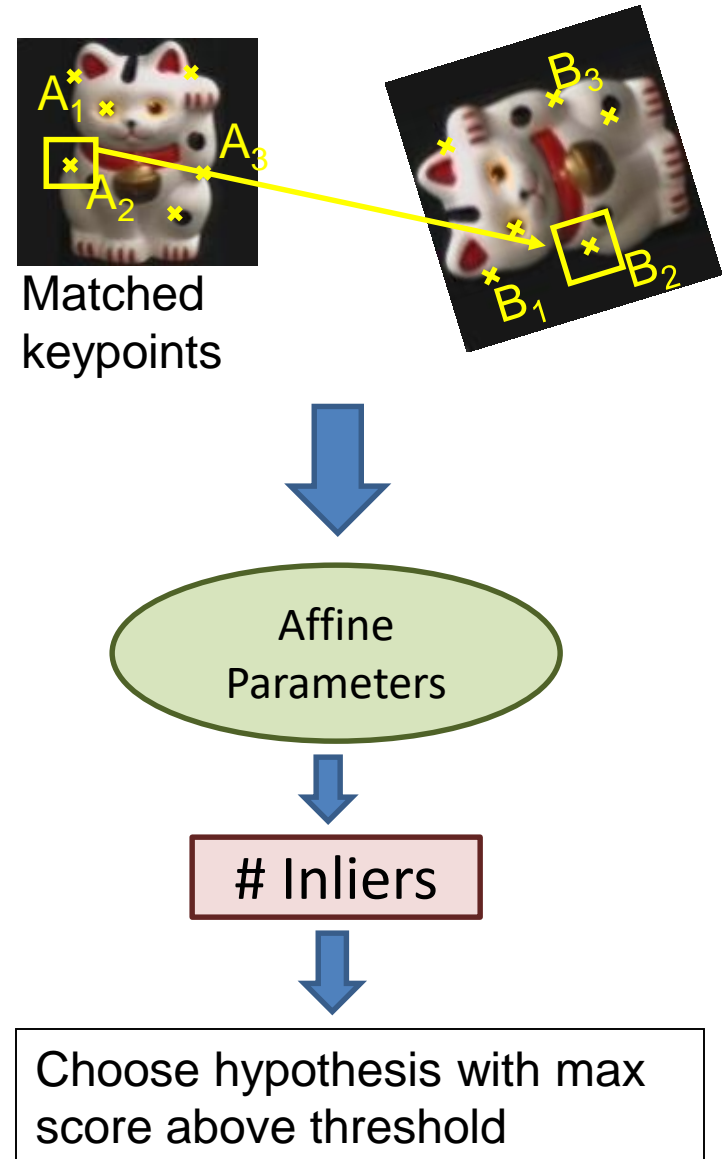 A1
A2
A3
B3
B2
B1
Matched
keypoints
Affine
Parameters
# Inliers
Choose hypothesis with max
score above threshold